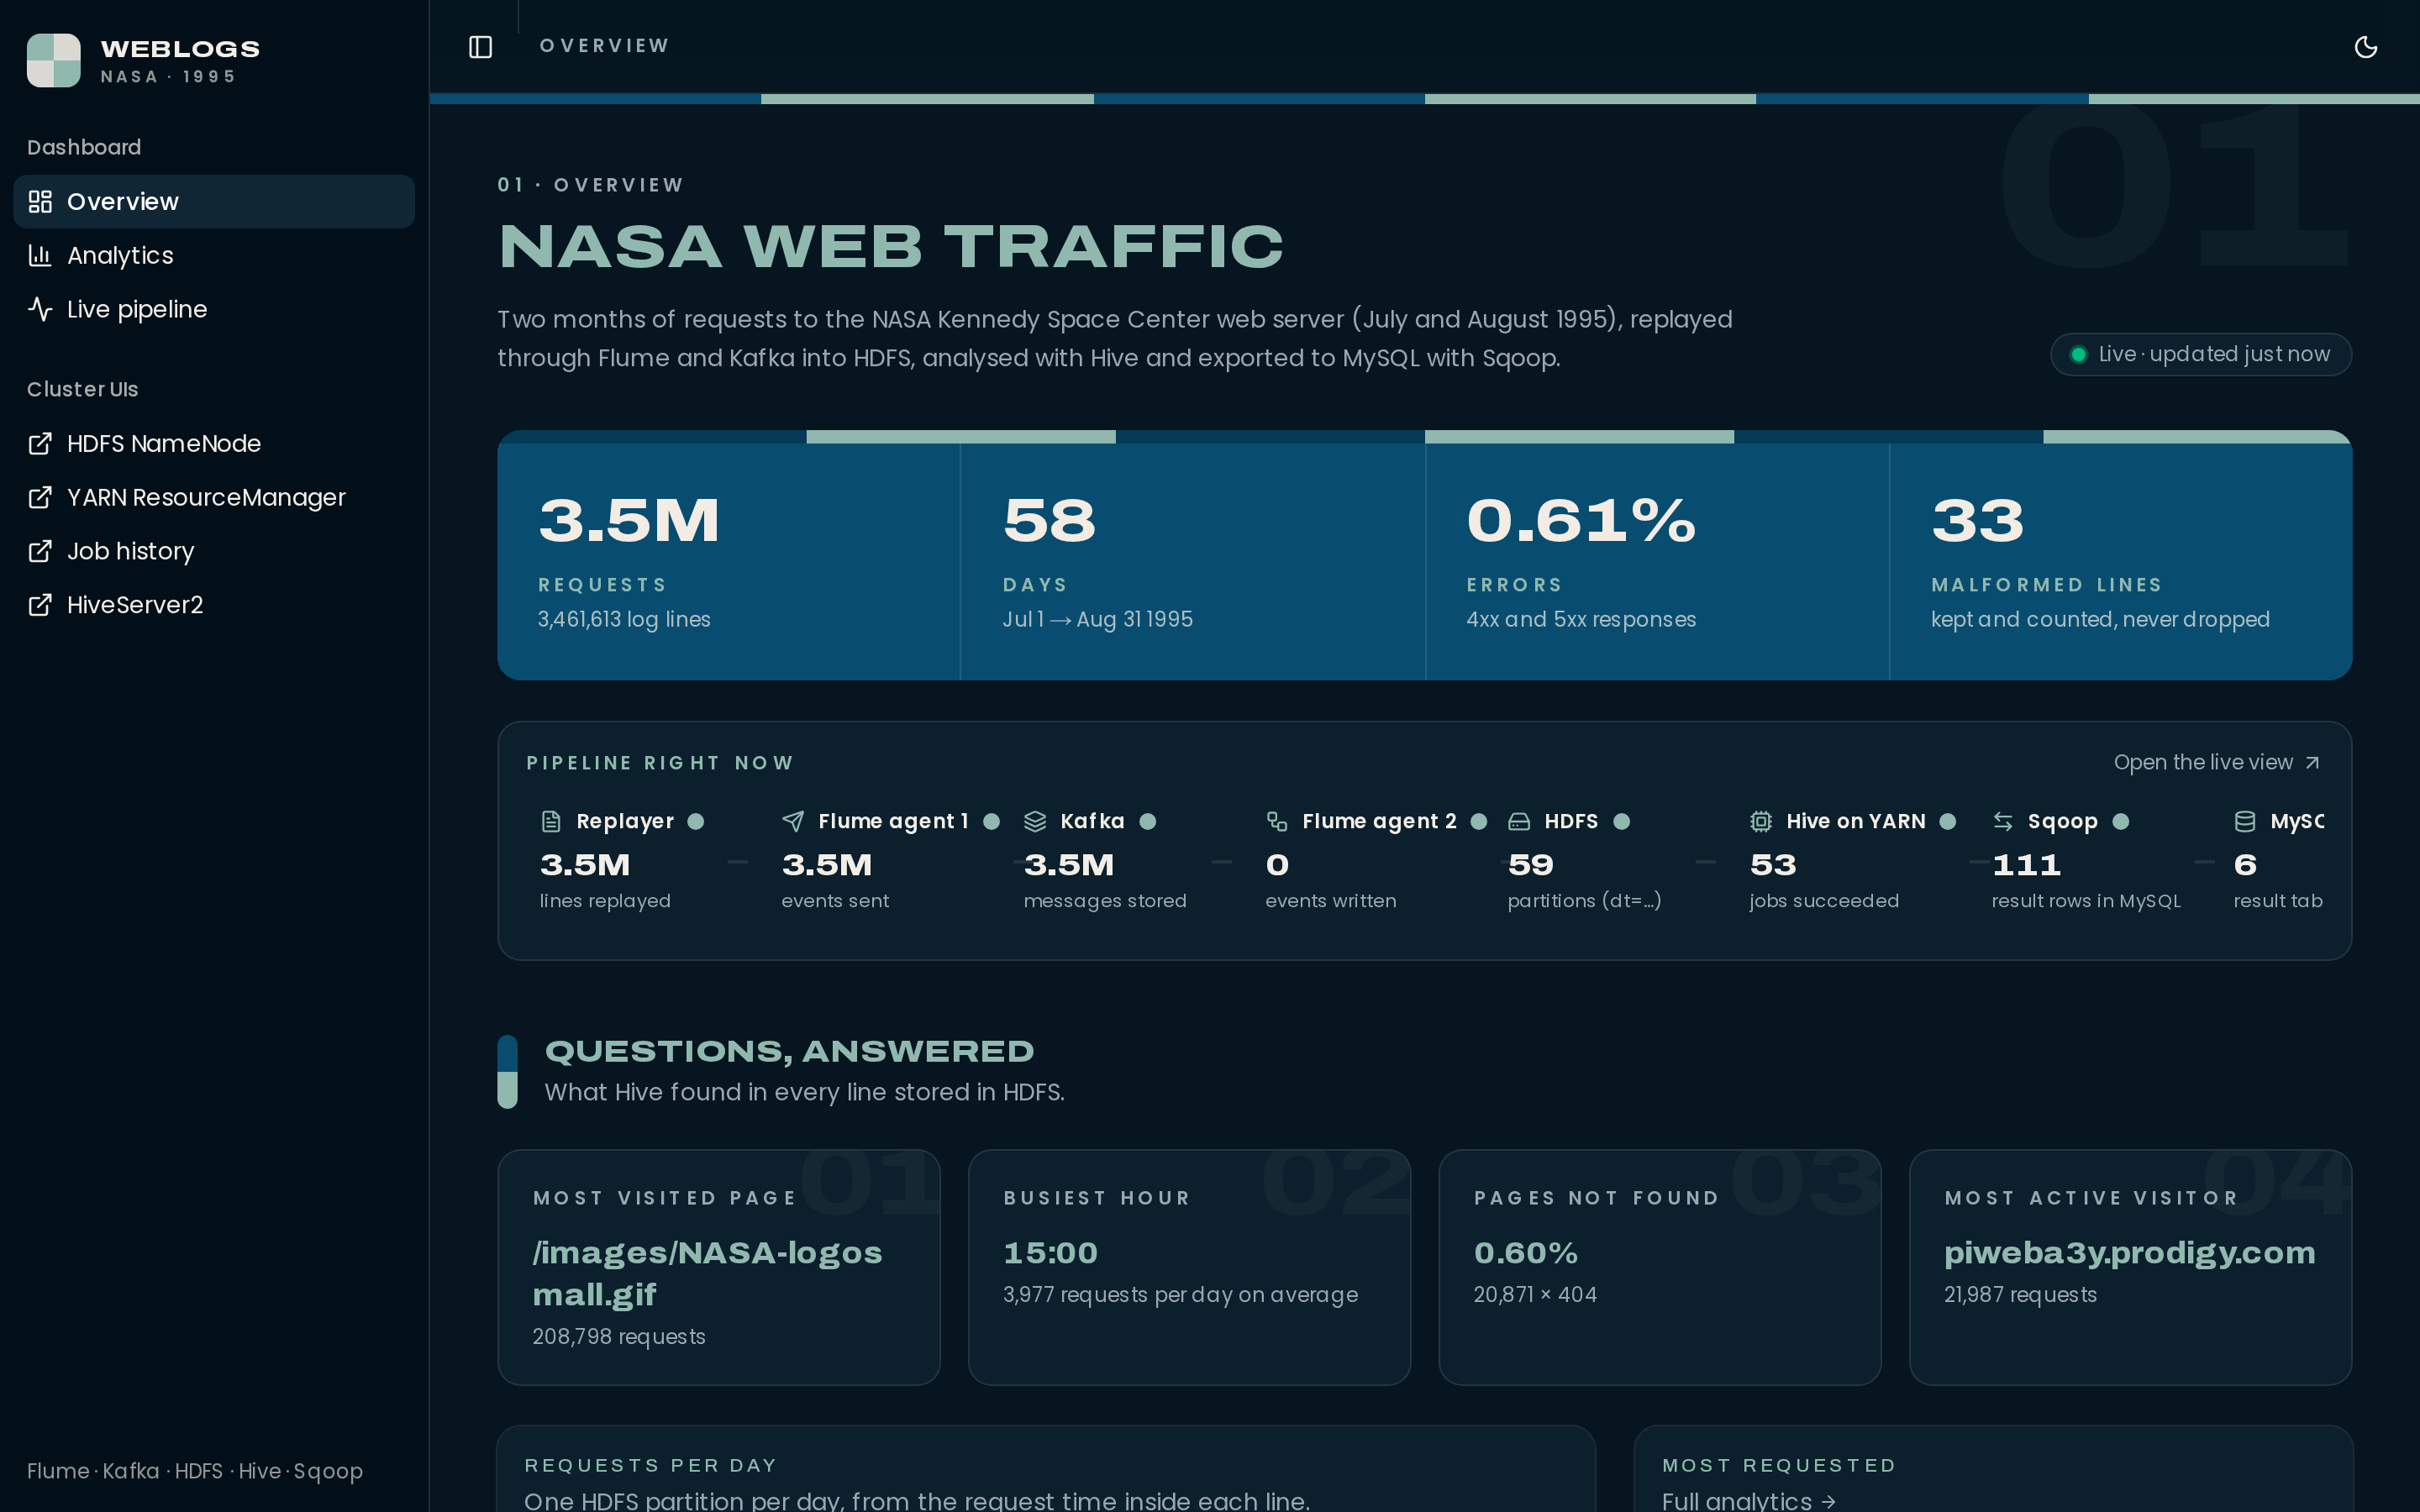 WEBLOGS
NASA · 1995
Dashboard
Overview
Analytics
Live pipeline
Cluster UIs
HDFS NameNode
YARN ResourceManager
Job history
HiveServer2
Flume · Kafka · HDFS · Hive · Sqoop
OVERVIEW
01
01 · OVERVIEW
NASA WEB TRAFFIC
Two months of requests to the NASA Kennedy Space Center web server (July and August 1995), replayed
through Flume and Kafka into HDFS, analysed with Hive and exported to MySQL with Sqoop.
Live · updated just now
3.5M
REQUESTS
3,461,613 log lines
58
DAYS
Jul 1 → Aug 31 1995
0.61%
ERRORS
4xx and 5xx responses
33
MALFORMED LINES
kept and counted, never dropped
PIPELINE RIGHT NOW
Open the live view
Replayer
3.5M
lines replayed
Flume agent 1
3.5M
events sent
Kafka
3.5M
messages stored
Flume agent 2
0
events written
HDFS
59
partitions (dt=…)
Hive on YARN
53
jobs succeeded
Sqoop
111
result rows in MySQL
6
result tab
QUESTIONS, ANSWERED
What Hive found in every line stored in HDFS.
01
MOST VISITED PAGE
/images/NASA-logos
mall.gif
208,798 requests
02
BUSIEST HOUR
15:00
3,977 requests per day on average
03
PAGES NOT FOUND
0.60%
20,871 × 404
04
MOST ACTIVE VISITOR
piweba3y.prodigy.com
21,987 requests
REQUESTS PER DAY
One HDFS partition per day, from the request time inside each line.
MOST REQUESTED
Full analytics →